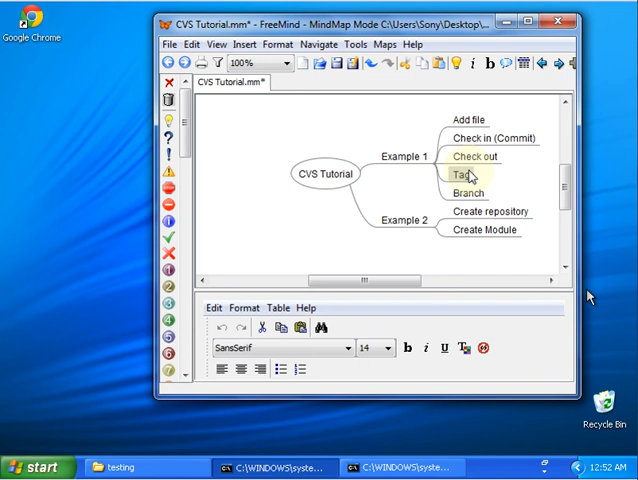 Google Chrome
CVS Tutorial.mm* - FreeMind - MindMap Mode C:\Users\Sony\Desktop\...
File Edit View Insert Format Navigate Tools Maps Help
100%
CVS Tutorial.mm*
Add file
Check in (Commit)
Example 1
Check out
CVS Tutorial
Tag
Branch
Create repository
Example 2
Create Module
Edit Format Table Help
SansSerif 14 b i U T
Recycle Bin
start testing C:\WINDOWS\syste... C:\WINDOWS\syste... 12:52 AM